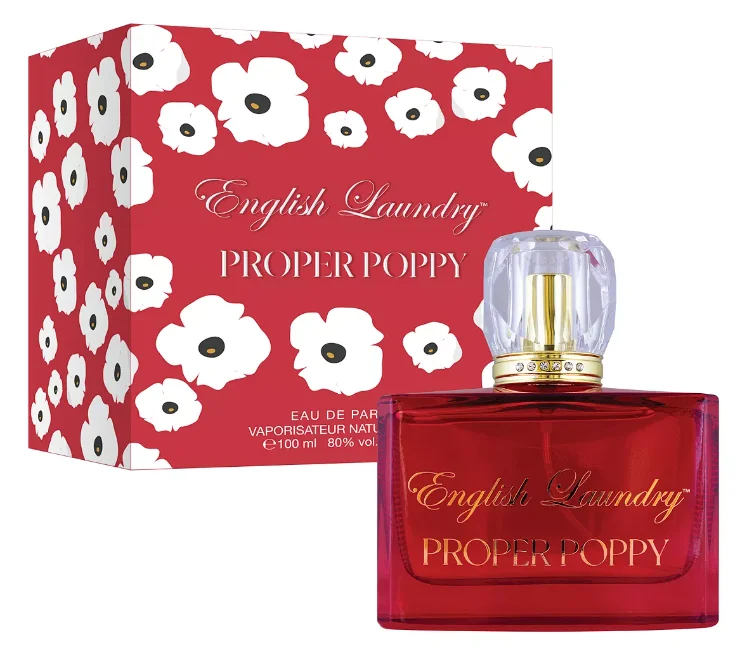 English Laundry™
PROPER POPPY
EAU DE PAR
VAPORISATEUR NATU
℮100 ml 80% vol.
English Laundry™
PROPER POPPY